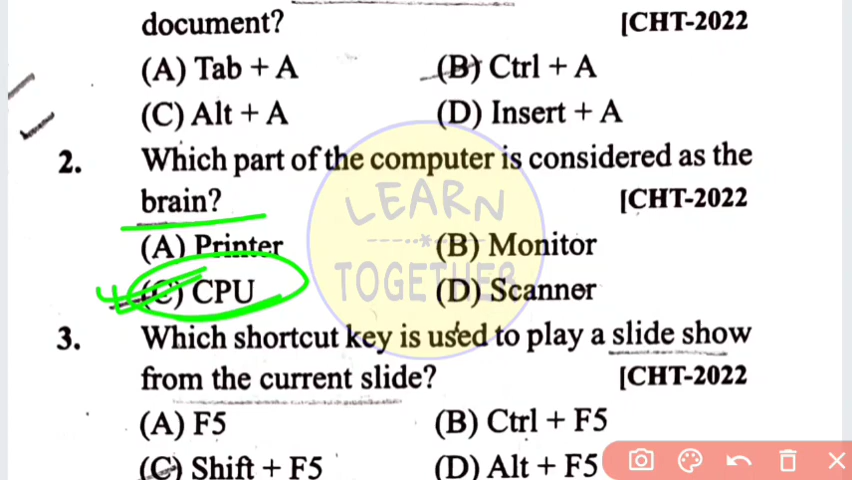 document? [CHT-2022
(A) Tab + A (B) Ctrl + A
(C) Alt + A (D) Insert + A
2. Which part of the computer is considered as the
brain? [CHT-2022
(A) Printer (B) Monitor
(C) CPU (D) Scanner
3. Which shortcut key is used to play a slide show
from the current slide? [CHT-2022
(A) F5 (B) Ctrl + F5
(C) Shift + F5 (D) Alt + F5
LEARN
TOGETHER